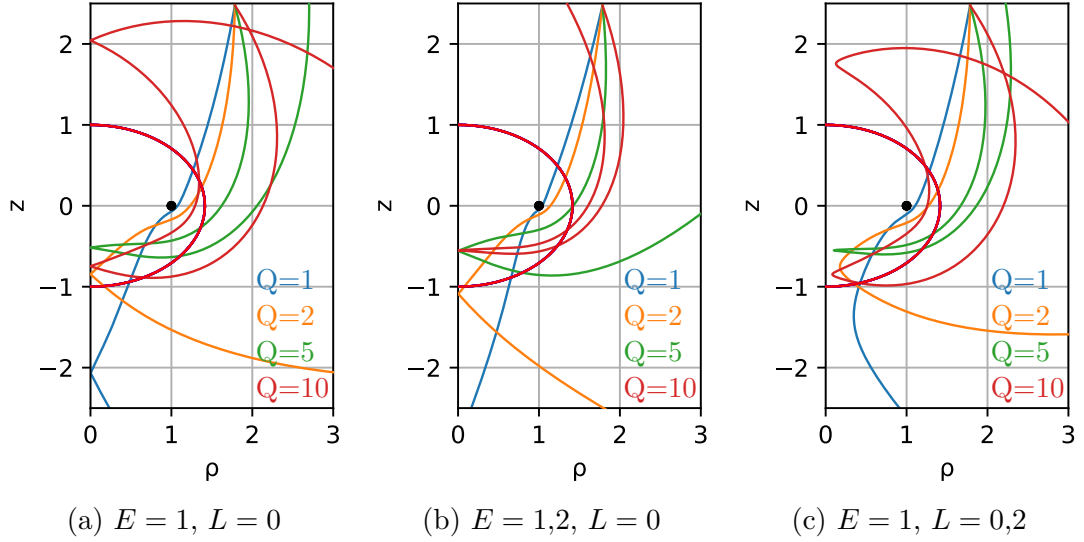 2
1
0
−1
−2
z
0
1
2
3
ρ
Q=1
Q=2
Q=5
Q=10
(a) E = 1, L = 0
2
1
0
−1
−2
z
0
1
2
3
ρ
Q=1
Q=2
Q=5
Q=10
(b) E = 1,2, L = 0
2
1
0
−1
−2
z
0
1
2
3
ρ
Q=1
Q=2
Q=5
Q=10
(c) E = 1, L = 0,2